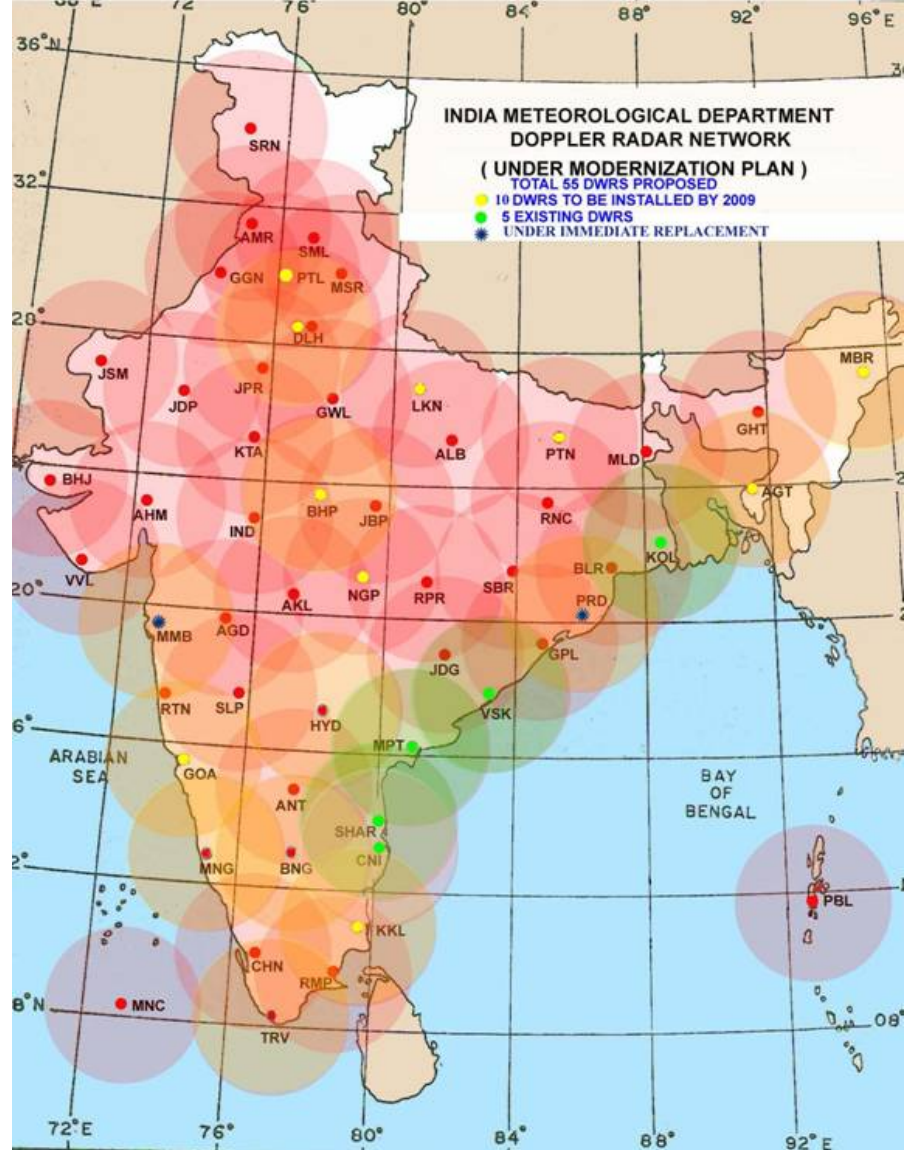 68° 72° 76° 80° 84° 88° 92° 96°E
36°N
INDIA METEOROLOGICAL DEPARTMENT
DOPPLER RADAR NETWORK
( UNDER MODERNIZATION PLAN )
TOTAL 55 DWRS PROPOSED
10 DWRS TO BE INSTALLED BY 2009
5 EXISTING DWRS
UNDER IMMEDIATE REPLACEMENT
SRN
32°
AMR
SML
GGN
PTL
MSR
28°
DLH
MBR
JSM
JPR
JDP
GWL
LKN
GHT
KTA
ALB
PTN
MLD
BHJ
AHM
IND
BHP
JBP
RNC
AGT
KOL
VVL
BLR
20°
AKL
NGP
RPR
SBR
PRD
MMB
AGD
JDG
GPL
RTN
SLP
HYD
VSK
6°
MPT
ARABIAN
SEA
GOA
BAY
OF
BENGAL
ANT
SHAR
CNI
MNG
BNG
2°
PBL
KKL
CHN
RMP
8°N
MNC
TRV
08°
72°E 76° 80° 84° 88° 92°E